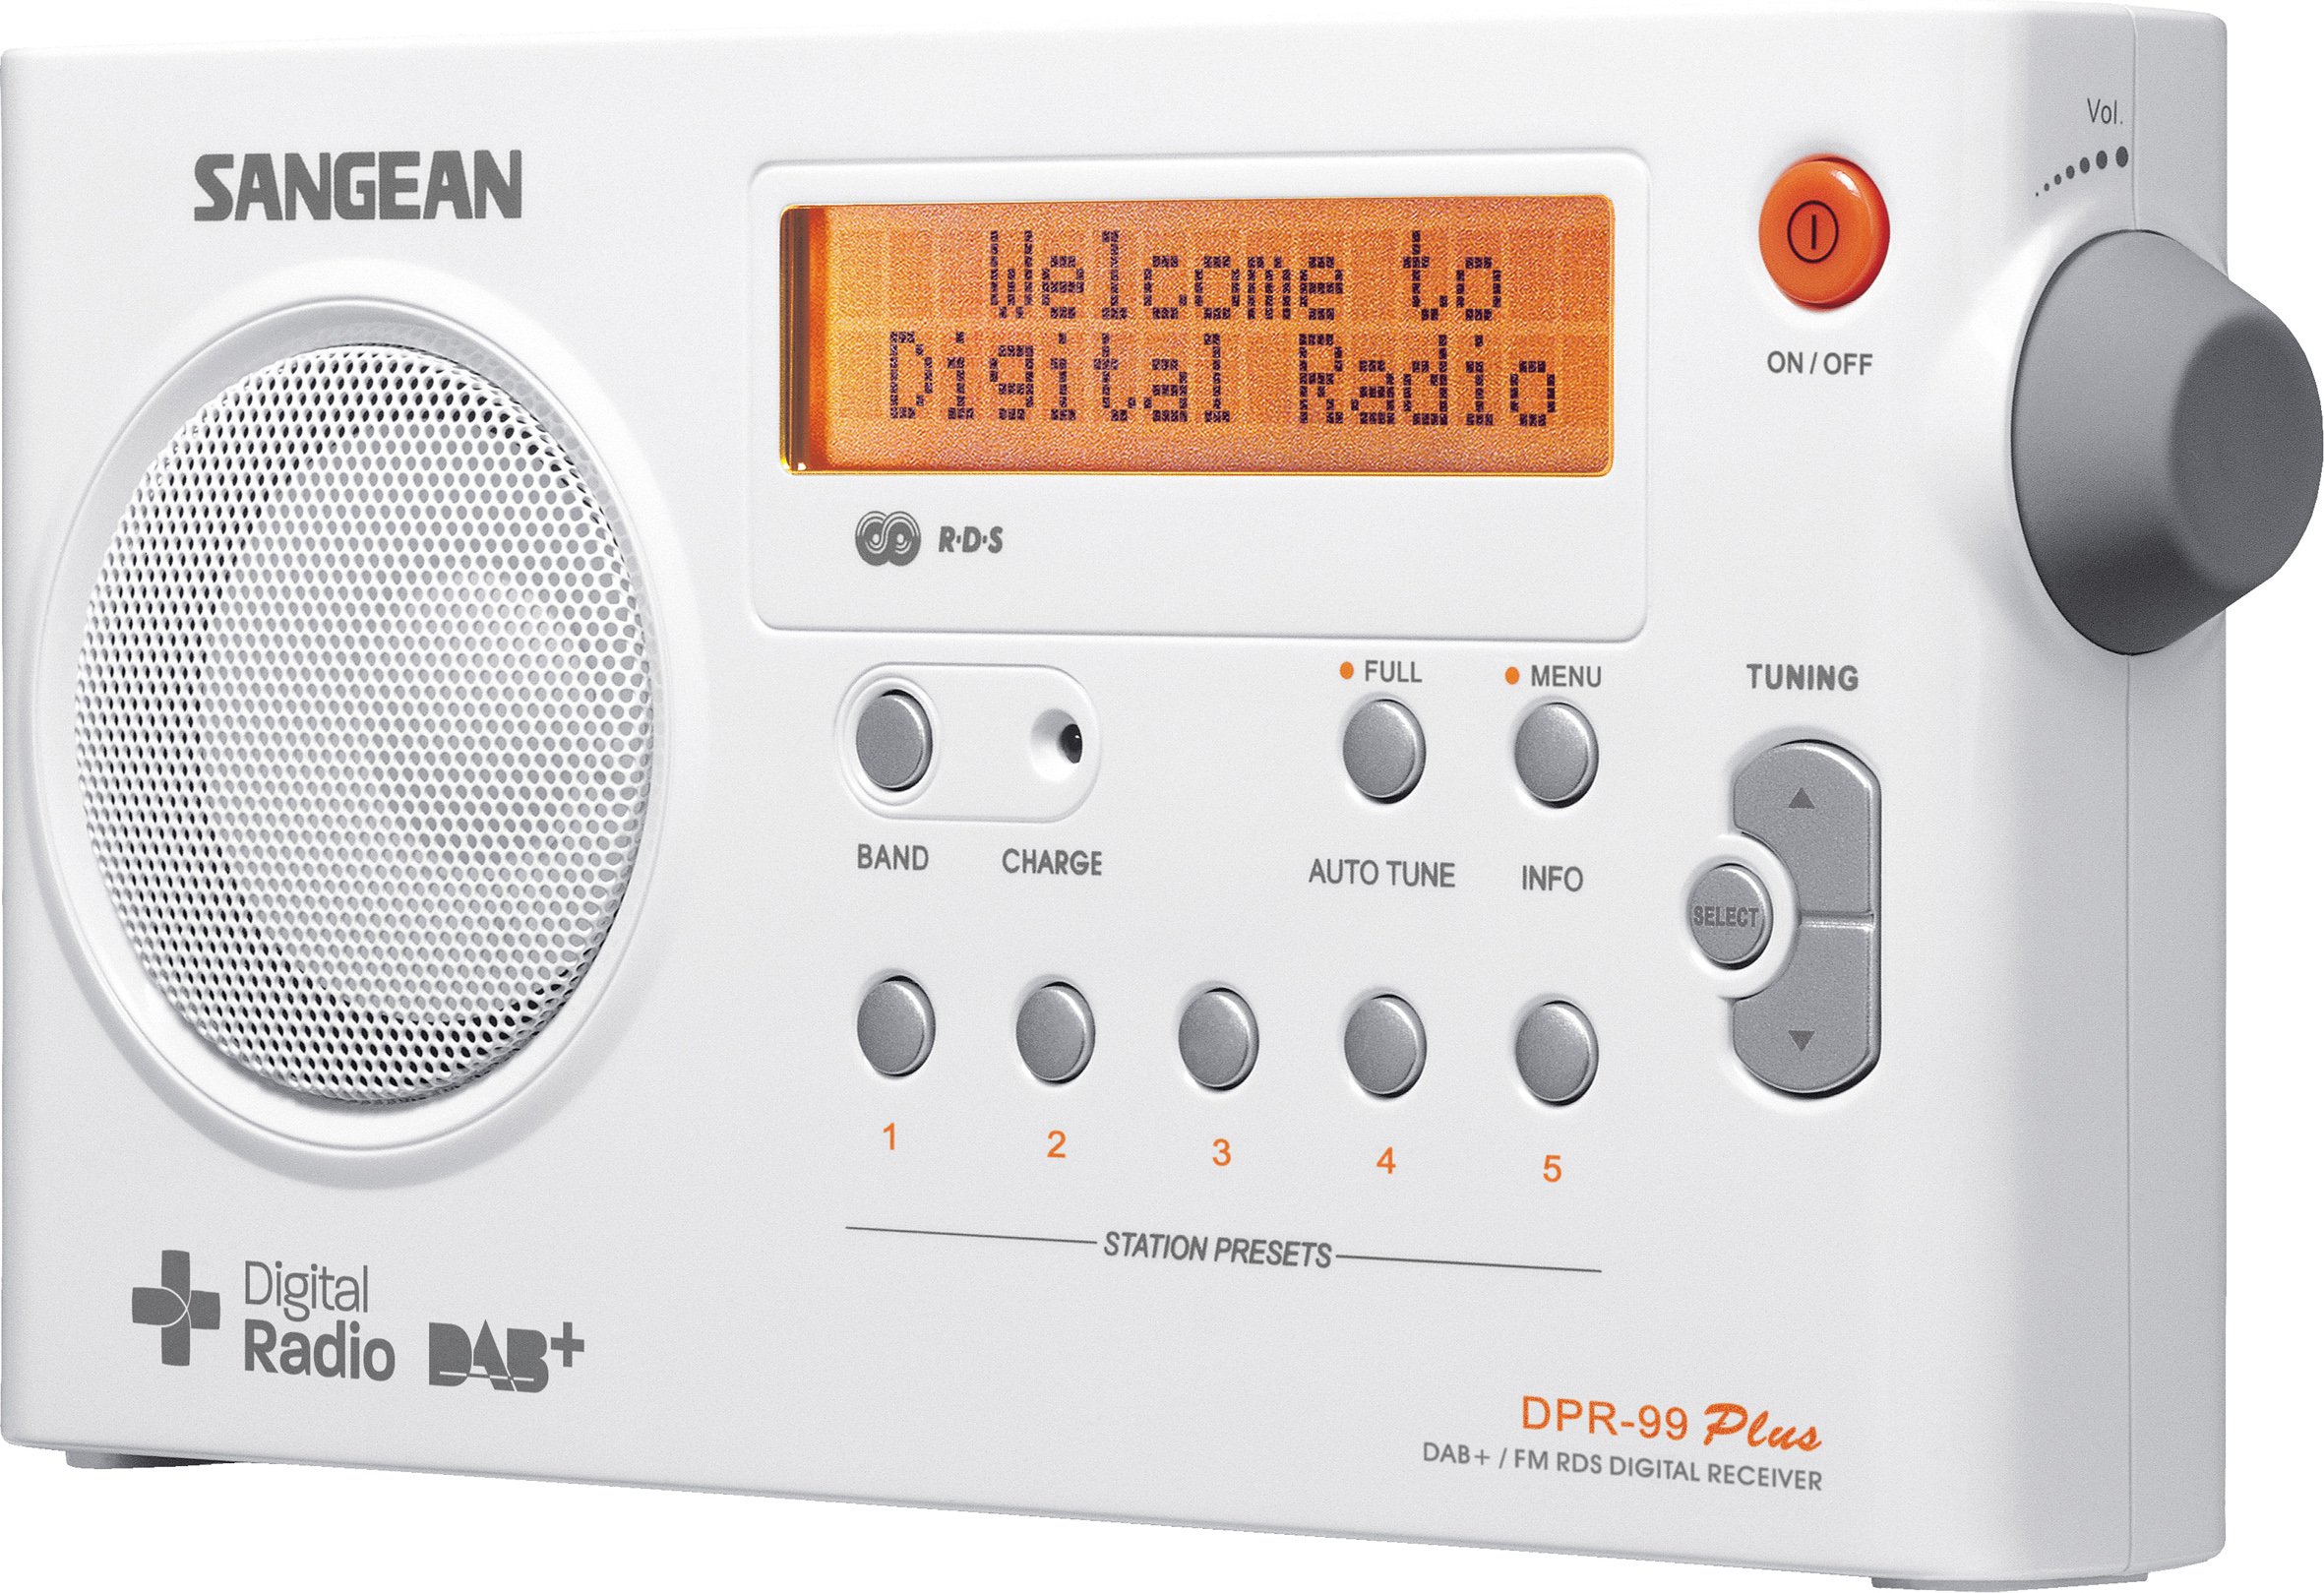 SANGEAN
Vol.
Welcome to
Digital Radio
ON / OFF
R·D·S
FULL
MENU
TUNING
BAND
CHARGE
AUTO TUNE
INFO
SELECT
1
2
3
4
5
STATION PRESETS
Digital
Radio
DAB+
DPR-99 Plus
DAB+ / FM RDS DIGITAL RECEIVER